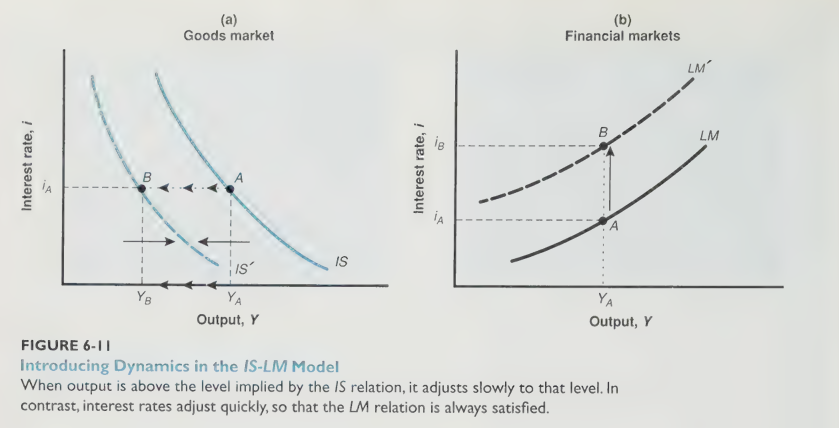 (a)
Goods market
Interest rate, i
i_A
B
A
IS´
IS
Y_B
Y_A
Output, Y
(b)
Financial markets
Interest rate, i
LM´
LM
i_B
B
i_A
A
Y_A
Output, Y
FIGURE 6-11
Introducing Dynamics in the IS-LM Model
When output is above the level implied by the IS relation, it adjusts slowly to that level. In
contrast, interest rates adjust quickly, so that the LM relation is always satisfied.